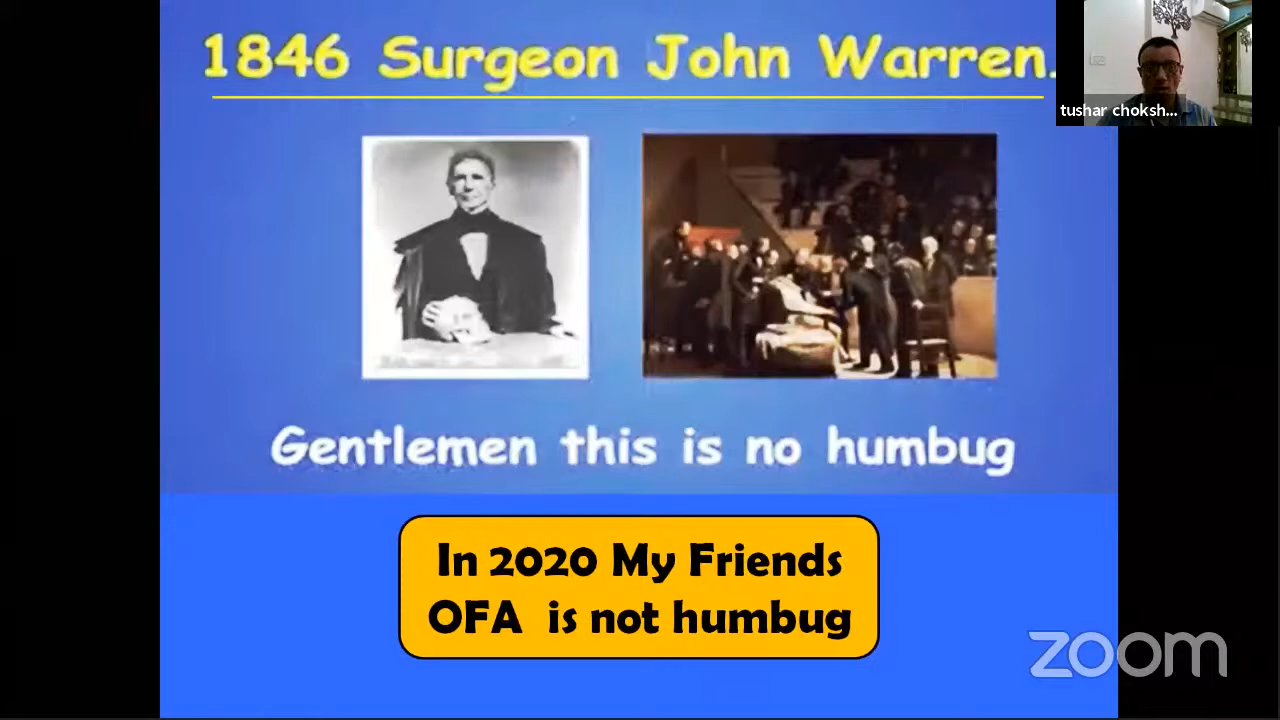 1846 Surgeon John Warren.
tushar choksh...
Gentlemen this is no humbug
In 2020 My Friends
OFA is not humbug
zoom